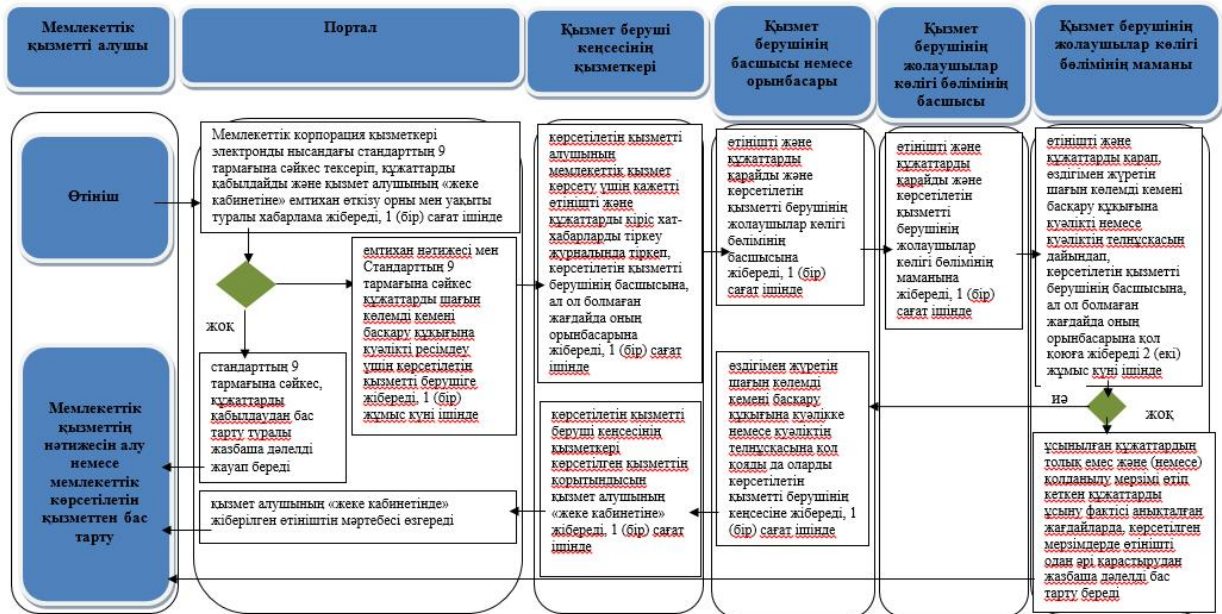 Мемлекеттік
қызметті алушы
Портал
Қызмет беруші
кеңсесінің
қызметкері
Қызмет
берушінің
басшысы немесе
орынбасары
Қызмет
берушінің
жолаушылар
көлігі бөлімінің
басшысы
Қызмет берушінің
жолаушылар көлігі
бөлімінің маманы
Өтініш
Мемлекеттік корпорация қызметкері
электронды нысандағы стандарттың 9
тармағына сәйкес тексеріп, құжаттарды
қабылдайды және қызмет алушының «жеке
кабинетіне» емтихан өткізу орны мен уақыты
туралы хабарлама жібереді, 1 (бір) сағат ішінде
жоқ
емтихан нәтижесі мен
Стандарттың 9
тармағына сәйкес
құжаттарды шағын
көлемді кемені
басқару құқығына
куәлікті ресімдеу
үшін көрсетілетін
қызметті берушіге
жібереді, 1 (бір)
жұмыс күні ішінде
стандарттың 9
тармағына сәйкес,
құжаттарды
қабылдаудан бас
тарту туралы
жазбаша дәлелді
жауап береді
қызмет алушының «жеке кабинетінде»
жіберілген өтініштін мәртебесі өзгереді
көрсетілетін қызметті
алушының
мемлекеттік қызмет
көрсету үшін қажетті
өтінішті және
құжаттарды кіріс хат-
хабарларды тіркеу
журналында тіркеп,
көрсетілетін қызметті
берушінің басшысына,
ал ол болмаған
жағдайда оның
орынбасарына
жібереді, 1 (бір) сағат
ішінде
көрсетілетін қызметті
беруші кеңсесінің
қызметкері
көрсетілген қызметтің
қорытындысын
қызмет алушының
«жеке кабинетіне»
жібереді, 1 (бір) сағат
ішінде
өтінішті және
құжаттарды
қарайды және
көрсетілетін
қызметті берушінің
жолаушылар көлігі
бөлімінің
басшысына
жібереді, 1 (бір)
сағат ішінде
өздігімен жүретін
шағын көлемді
кемені басқару
құқығына куәлікке
немесе куәліктің
телнұсқасына қол
қояды да оларды
көрсетілетін
қызметті берушінің
кеңсесіне жібереді, 1
(бір) сағат ішінде
өтінішті және
құжаттарды
қарайды және
көрсетілетін
қызметті
берушінің
жолаушылар
көлігі бөлімінің
маманына
жібереді, 1 (бір)
сағат ішінде
өтінішті және
құжаттарды қарап,
өздігімен жүретін
шағын көлемді кемені
басқару құқығына
куәлікті немесе
куәліктің телнұсқасын
дайындап,
көрсетілетін қызметті
берушінің басшысына,
ал ол болмаған
жағдайда оның
орынбасарына қол
қоюға жібереді 2 (екі)
жұмыс күні ішінде
иә
жоқ
ұсынылған құжаттардың
толық емес және (немесе)
қолданылу мерзімі өтіп
кеткен құжаттарды
ұсыну фактісі анықталған
жағдайларда, көрсетілген
мерзімдерде өтінішті
одан әрі қарастырудан
жазбаша дәлелді бас
тарту береді
Мемлекеттік
қызметтің
нәтижесін алу
немесе
мемлекеттік
көрсетілетін
қызметтен бас
тарту